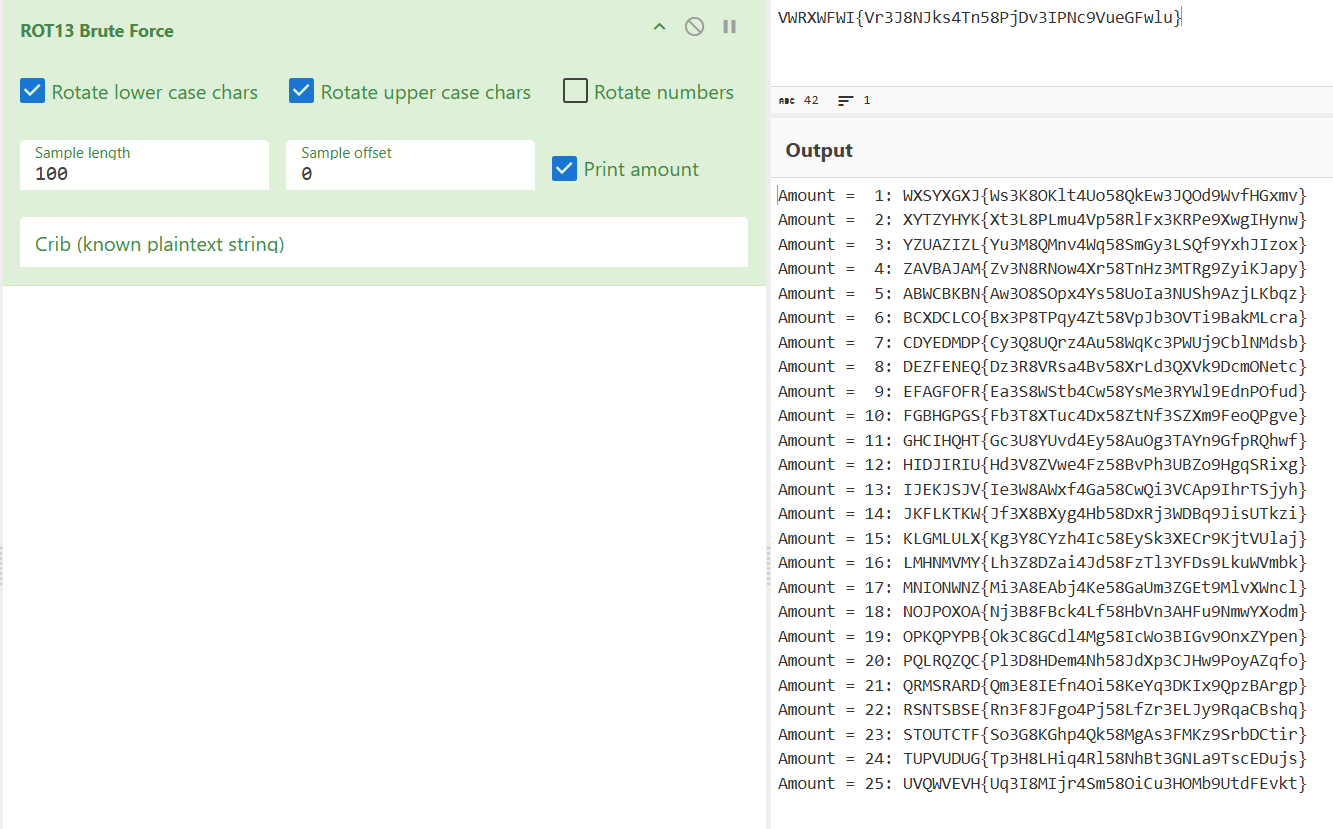 ROT13 Brute Force
Rotate lower case chars
Rotate upper case chars
Rotate numbers
Sample length
100
Sample offset
0
Print amount
Crib (known plaintext string)
VWRXWFWI{Vr3J8NJks4Tn58PjDv3IPNc9VueGFwlu}
ABC 42
1
Output
Amount =  1: WXSYXGXJ{Ws3K8OKlt4Uo58QkEw3JQOd9WvfHGxmv}
Amount =  2: XYTZYHYK{Xt3L8PLmu4Vp58RlFx3KRPe9XwgIHynw}
Amount =  3: YZUAZIZL{Yu3M8QMnv4Wq58SmGy3LSQf9YxhJIzox}
Amount =  4: ZAVBAJAM{Zv3N8RNow4Xr58TnHz3MTRg9ZyiKJapy}
Amount =  5: ABWCBKBN{Aw3O8SOpx4Ys58UoIa3NUSh9AzjLKbqz}
Amount =  6: BCXDCLCO{Bx3P8TPqy4Zt58VpJb3OVTi9BakMLcra}
Amount =  7: CDYEDMDP{Cy3Q8UQrz4Au58WqKc3PWUj9CblNMdsb}
Amount =  8: DEZFENEQ{Dz3R8VRsa4Bv58XrLd3QXVk9DcmONetc}
Amount =  9: EFAGFOFR{Ea3S8WStb4Cw58YsMe3RYWl9EdnPOfud}
Amount = 10: FGBHGPGS{Fb3T8XTuc4Dx58ZtNf3SZXm9FeoQPgve}
Amount = 11: GHCIHQHT{Gc3U8YUvd4Ey58AuOg3TAYn9GfpRQhwf}
Amount = 12: HIDJIRIU{Hd3V8ZVwe4Fz58BvPh3UBZo9HgqSRixg}
Amount = 13: IJEKJSJV{Ie3W8AWxf4Ga58CwQi3VCAp9IhrTSjyh}
Amount = 14: JKFLKTKW{Jf3X8BXyg4Hb58DxRj3WDBq9JisUTkzi}
Amount = 15: KLGMLULX{Kg3Y8CYzh4Ic58EySk3XECr9KjtVUlaj}
Amount = 16: LMHNMVMY{Lh3Z8DZai4Jd58FzTl3YFDs9LkuWVmbk}
Amount = 17: MNIONWNZ{Mi3A8EAbj4Ke58GaUm3ZGEt9MlvXWncl}
Amount = 18: NOJPOXOA{Nj3B8FBck4Lf58HbVn3AHFu9NmwYXodm}
Amount = 19: OPKQPYPB{Ok3C8GCdl4Mg58IcWo3BIGv9OnxZYpen}
Amount = 20: PQLRQZQC{Pl3D8HDem4Nh58JdXp3CJHw9PoyAZqfo}
Amount = 21: QRMSRARD{Qm3E8IEfn4Oi58KeYq3DKIx9QpzBArgp}
Amount = 22: RSNTSBSE{Rn3F8JFgo4Pj58LfZr3ELJy9RqaCBshq}
Amount = 23: STOUTCTF{So3G8KGhp4Qk58MgAs3FMKz9SrbDCtir}
Amount = 24: TUPVUDUG{Tp3H8LHiq4Rl58NhBt3GNLa9TscEDujs}
Amount = 25: UVQWVEVH{Uq3I8MIjr4Sm58OiCu3HOMb9UtdFEvkt}